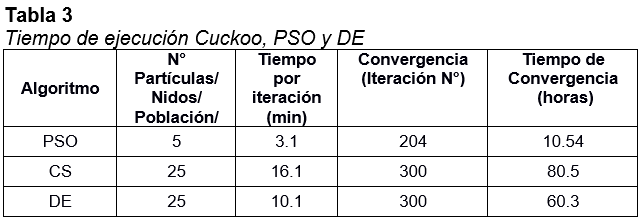 Tabla 3
Tiempo de ejecución Cuckoo, PSO y DE
Algoritmo
N°
Partículas/
Nidos/
Población/
Tiempo
por
iteración
(min)
Convergencia
(Iteración N°)
Tiempo de
Convergencia
(horas)
PSO 5 3.1 204 10.54
CS 25 16.1 300 80.5
DE 25 10.1 300 60.3